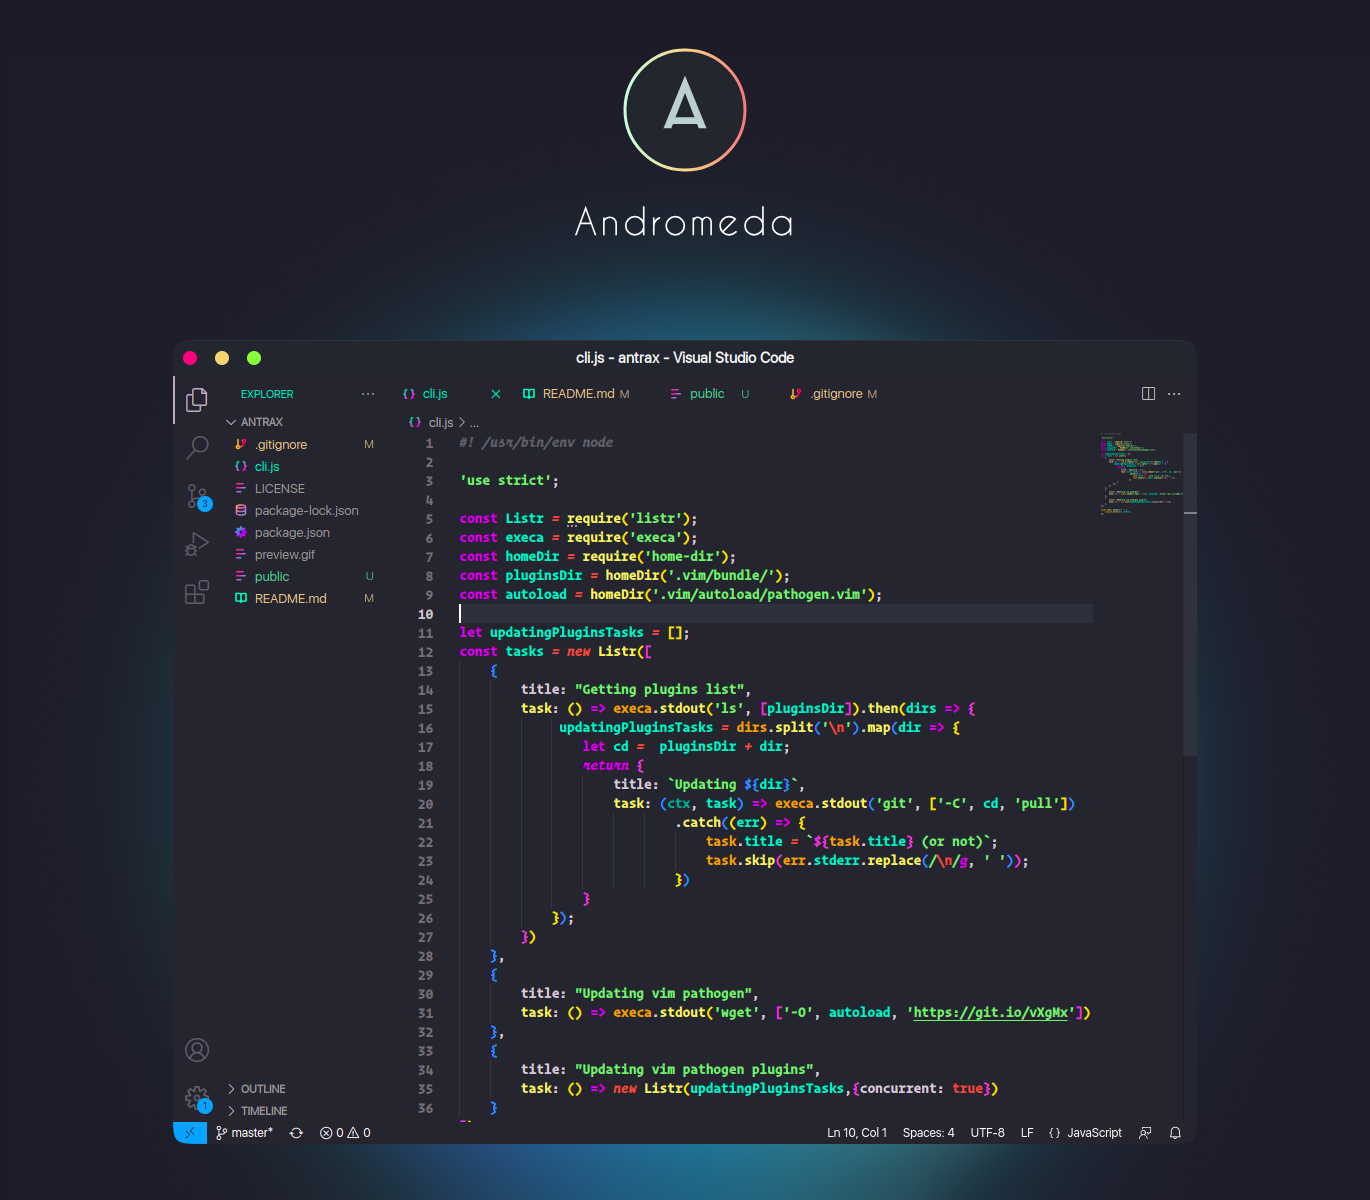 A
Andromeda
cli.js - antrax - Visual Studio Code
EXPLORER ···
cli.js
README.md M
public U
.gitignore M
ANTRAX
.gitignore M
cli.js
LICENSE
package-lock.json
package.json
preview.gif
public U
README.md M
3
cli.js > ...
1 #! /usr/bin/env node
2
3 'use strict';
4
5 const Listr = require('listr');
6 const execa = require('execa');
7 const homeDir = require('home-dir');
8 const pluginsDir = homeDir('.vim/bundle/');
9 const autoload = homeDir('.vim/autoload/pathogen.vim');
10
11 let updatingPluginsTasks = [];
12 const tasks = new Listr([
13 {
14 title: "Getting plugins list",
15 task: () => execa.stdout('ls', [pluginsDir]).then(dirs => {
16 updatingPluginsTasks = dirs.split('\n').map(dir => {
17 let cd =  pluginsDir + dir;
18 return {
19 title: `Updating ${dir}`,
20 task: (ctx, task) => execa.stdout('git', ['-C', cd, 'pull'])
21 .catch((err) => {
22 task.title = `${task.title} (or not)`;
23 task.skip(err.stderr.replace(/\n/g, ' '));
24 })
25 }
26 });
27 })
28 },
29 {
30 title: "Updating vim pathogen",
31 task: () => execa.stdout('wget', ['-O', autoload, 'https://git.io/vXgMx'])
32 },
33 {
34 title: "Updating vim pathogen plugins",
35 task: () => new Listr(updatingPluginsTasks,{concurrent: true})
36 }
OUTLINE
1
TIMELINE
master* 0 0 Ln 10, Col 1 Spaces: 4 UTF-8 LF {} JavaScript